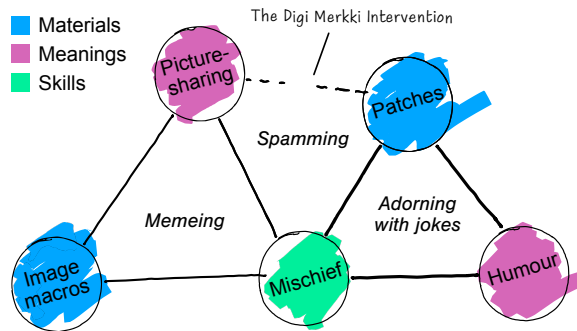 The Digi Merkki Intervention
Materials
Meanings
Skills
Picture-
sharing
Patches
Spamming
Memeing
Adorning
with jokes
Image
macros
Mischief
Humour